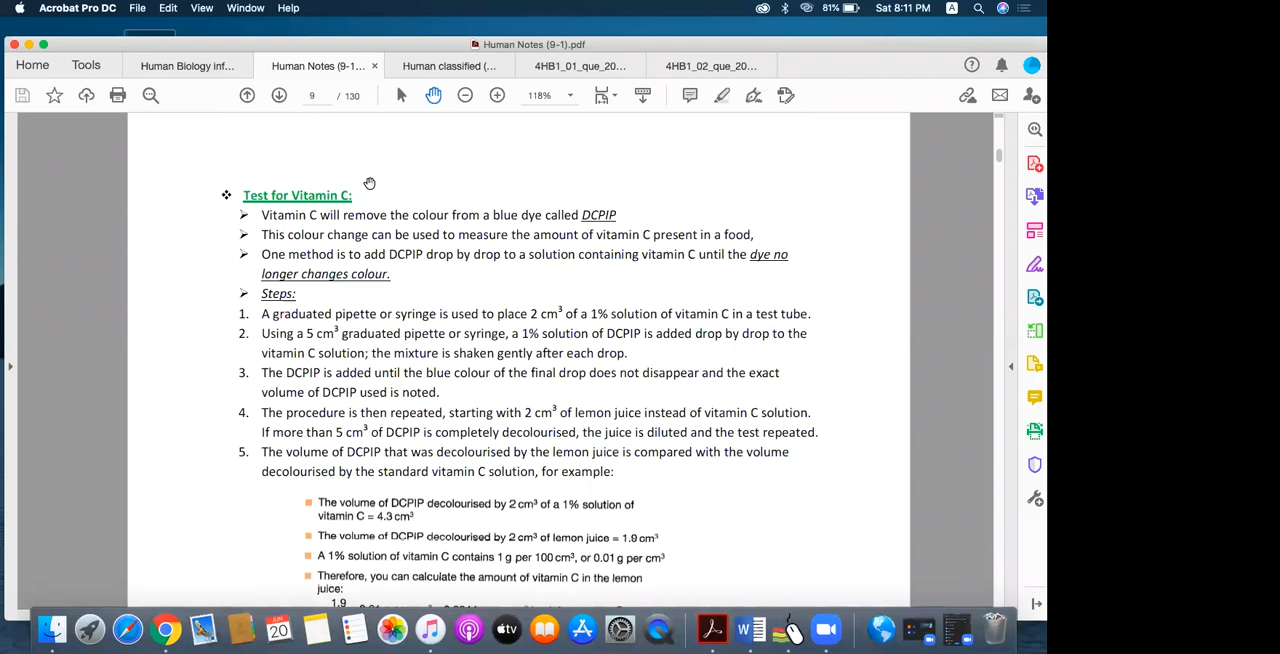 Acrobat Pro DC File Edit View Window Help 81% Sat 8:11 PM A
Human Notes (9-1).pdf
Home Tools Human Biology inf... Human Notes (9-1... × Human classified (... 4HB1_01_que_20... 4HB1_02_que_20...
9 / 130 118%
❖ Test for Vitamin C:
➢ Vitamin C will remove the colour from a blue dye called DCPIP
➢ This colour change can be used to measure the amount of vitamin C present in a food,
➢ One method is to add DCPIP drop by drop to a solution containing vitamin C until the dye no
longer changes colour.
➢ Steps:
1. A graduated pipette or syringe is used to place 2 cm³ of a 1% solution of vitamin C in a test tube.
2. Using a 5 cm³ graduated pipette or syringe, a 1% solution of DCPIP is added drop by drop to the
vitamin C solution; the mixture is shaken gently after each drop.
3. The DCPIP is added until the blue colour of the final drop does not disappear and the exact
volume of DCPIP used is noted.
4. The procedure is then repeated, starting with 2 cm³ of lemon juice instead of vitamin C solution.
If more than 5 cm³ of DCPIP is completely decolourised, the juice is diluted and the test repeated.
5. The volume of DCPIP that was decolourised by the lemon juice is compared with the volume
decolourised by the standard vitamin C solution, for example:
■ The volume of DCPIP decolourised by 2 cm³ of a 1% solution of
vitamin C = 4.3 cm³
■ The volume of DCPIP decolourised by 2 cm³ of lemon juice = 1.9 cm³
■ A 1% solution of vitamin C contains 1 g per 100 cm³, or 0.01 g per cm³
■ Therefore, you can calculate the amount of vitamin C in the lemon
juice:
1.9
JUN
20
tv
W